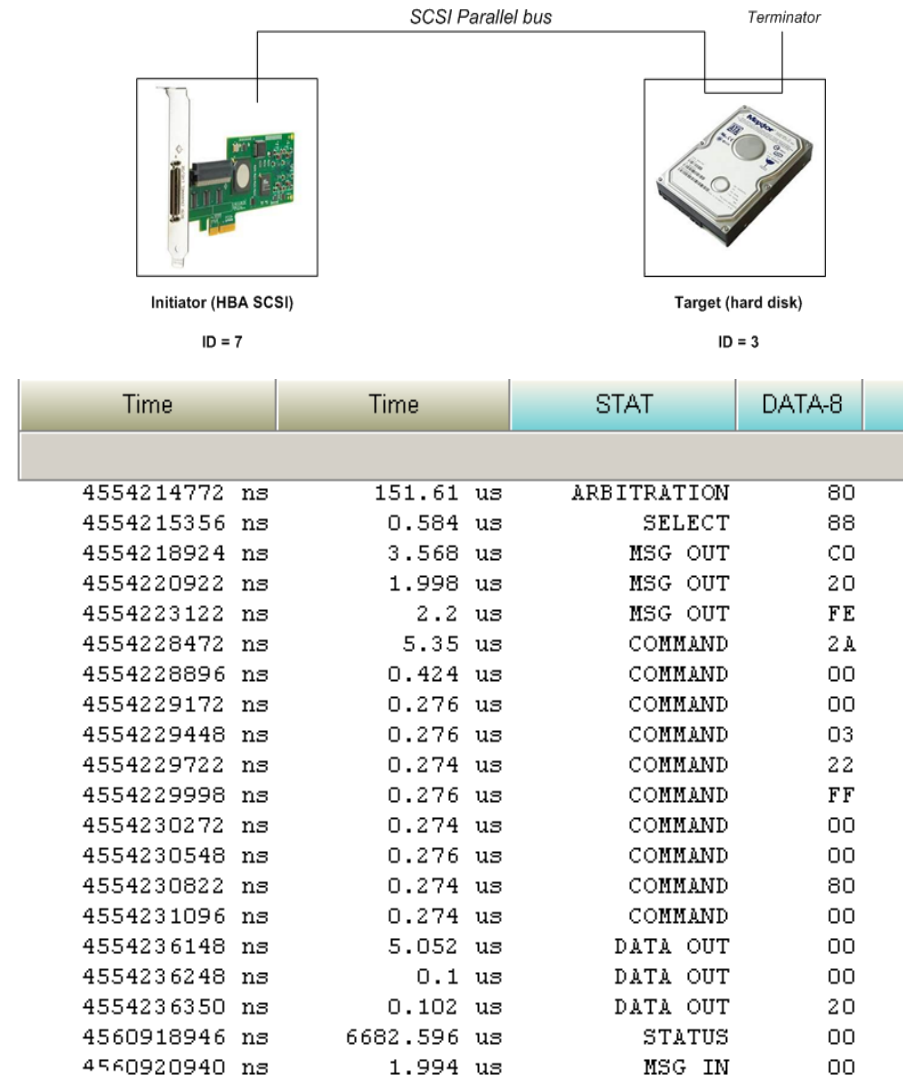 SCSI Parallel bus Terminator
Maxtor
Initiator (HBA SCSI) Target (hard disk)
ID = 7 ID = 3
Time Time STAT DATA-8
4554214772 ns 151.61 us ARBITRATION 80
4554215356 ns 0.584 us SELECT 88
4554218924 ns 3.568 us MSG OUT C0
4554220922 ns 1.998 us MSG OUT 20
4554223122 ns 2.2 us MSG OUT FE
4554228472 ns 5.35 us COMMAND 2A
4554228896 ns 0.424 us COMMAND 00
4554229172 ns 0.276 us COMMAND 00
4554229448 ns 0.276 us COMMAND 03
4554229722 ns 0.274 us COMMAND 22
4554229998 ns 0.276 us COMMAND FF
4554230272 ns 0.274 us COMMAND 00
4554230548 ns 0.276 us COMMAND 00
4554230822 ns 0.274 us COMMAND 80
4554231096 ns 0.274 us COMMAND 00
4554236148 ns 5.052 us DATA OUT 00
4554236248 ns 0.1 us DATA OUT 00
4554236350 ns 0.102 us DATA OUT 20
4560918946 ns 6682.596 us STATUS 00
4560920940 ns 1.994 us MSG IN 00